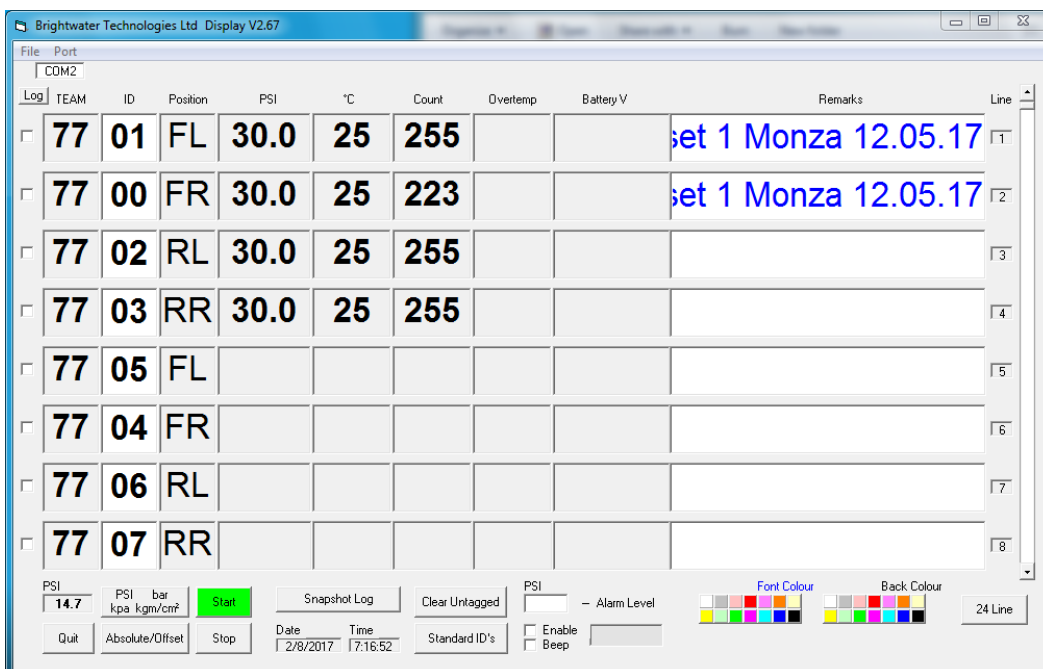 Brightwater Technologies Ltd Display V2.67
File Port
COM2
Log TEAM ID Position PSI °C Count Overtemp Battery V Remarks Line
77 01 FL 30.0 25 255 set 1 Monza 12.05.17 1
77 00 FR 30.0 25 223 set 1 Monza 12.05.17 2
77 02 RL 30.0 25 255 3
77 03 RR 30.0 25 255 4
77 05 FL 5
77 04 FR 6
77 06 RL 7
77 07 RR 8
PSI PSI Font Colour Back Colour
14.7 PSI bar kpa kgm/cm² Start Snapshot Log Clear Untagged – Alarm Level 24 Line
Quit Absolute/Offset Stop Date 2/8/2017 Time 7:16:52 Standard ID's Enable
Beep